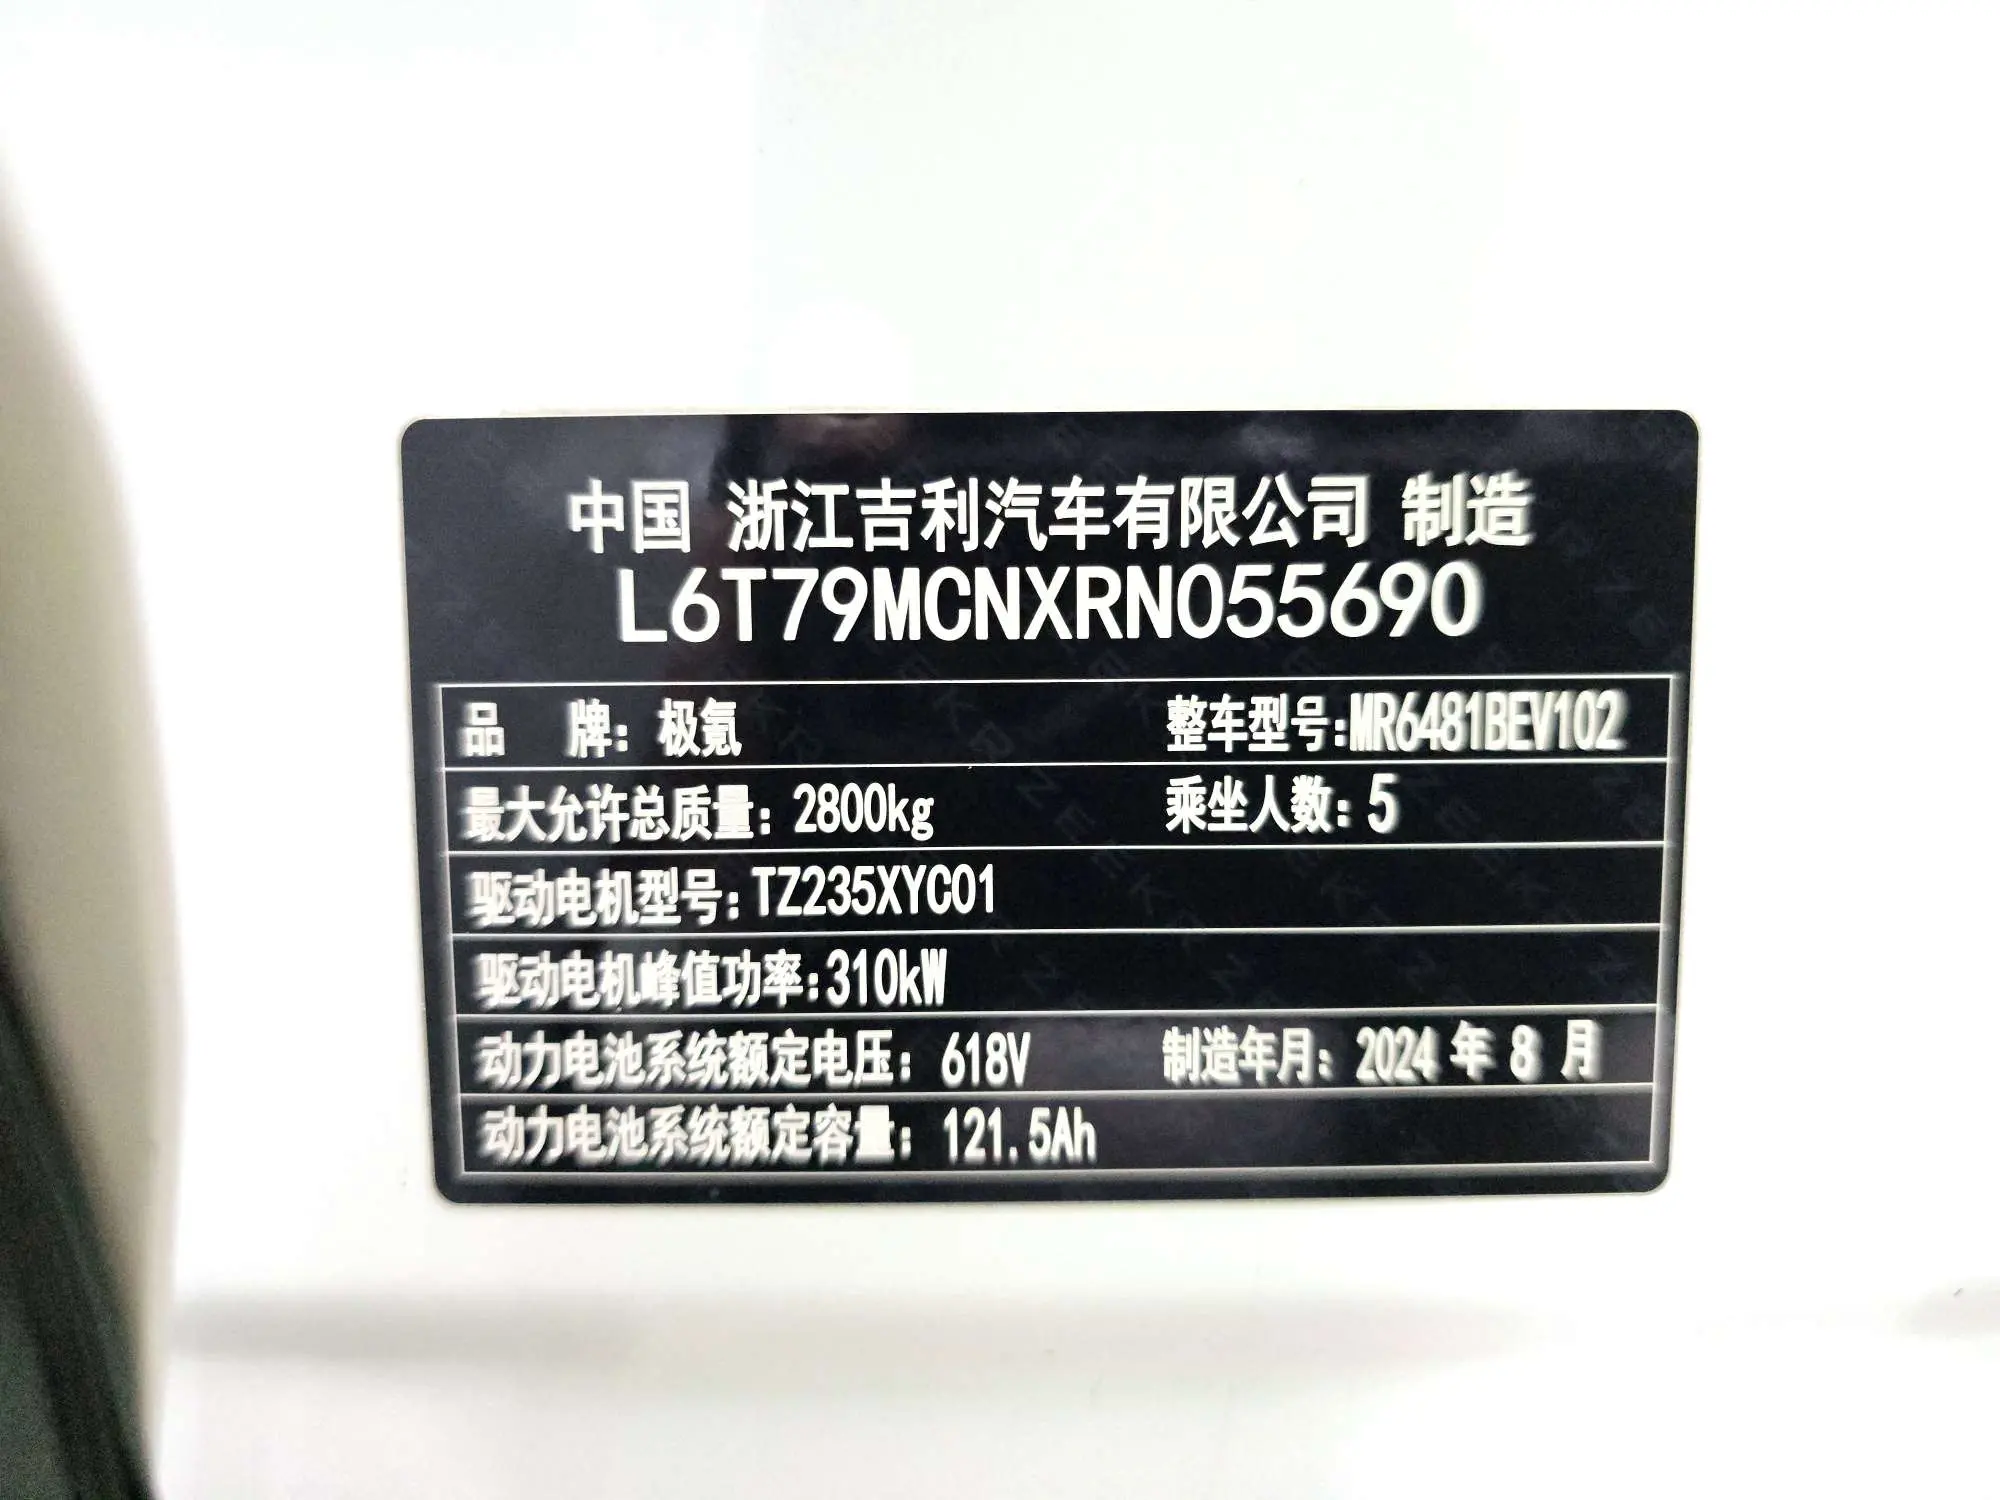 中国 浙江吉利汽车有限公司 制造
L6T79MCNXRN055690
品 牌: 极氪 整车型号:MR6481BEV102
最大允许总质量: 2800kg 乘坐人数: 5
驱动电机型号:TZ235XYC01
驱动电机峰值功率:310kW
动力电池系统额定电压: 618V 制造年月: 2024 年 8 月
动力电池系统额定容量: 121.5Ah